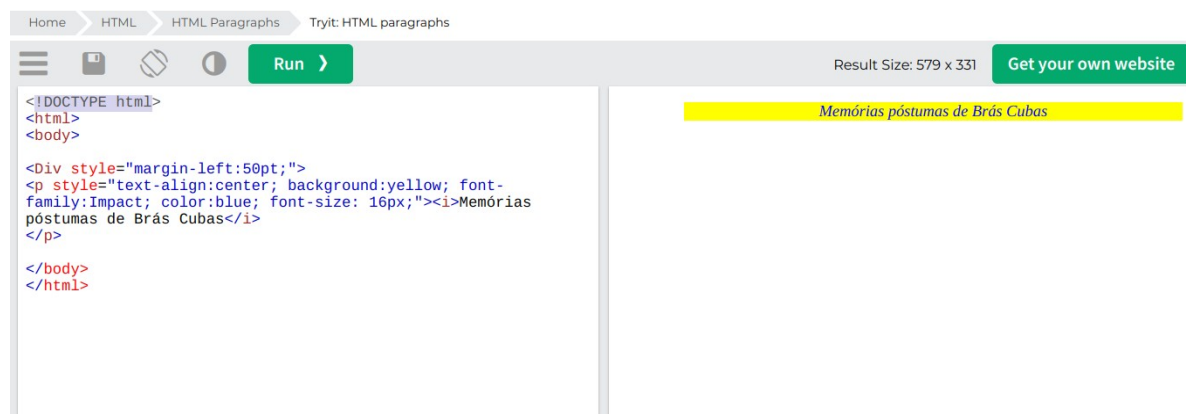 Home HTML HTML Paragraphs Tryit: HTML paragraphs
Run ❯ Result Size: 579 x 331 Get your own website
<!DOCTYPE html>
<html>
<body>
<Div style="margin-left:50pt;">
<p style="text-align:center; background:yellow; font-
family:Impact; color:blue; font-size: 16px;"><i>Memórias
póstumas de Brás Cubas</i>
</p>
</body>
</html>
Memórias póstumas de Brás Cubas